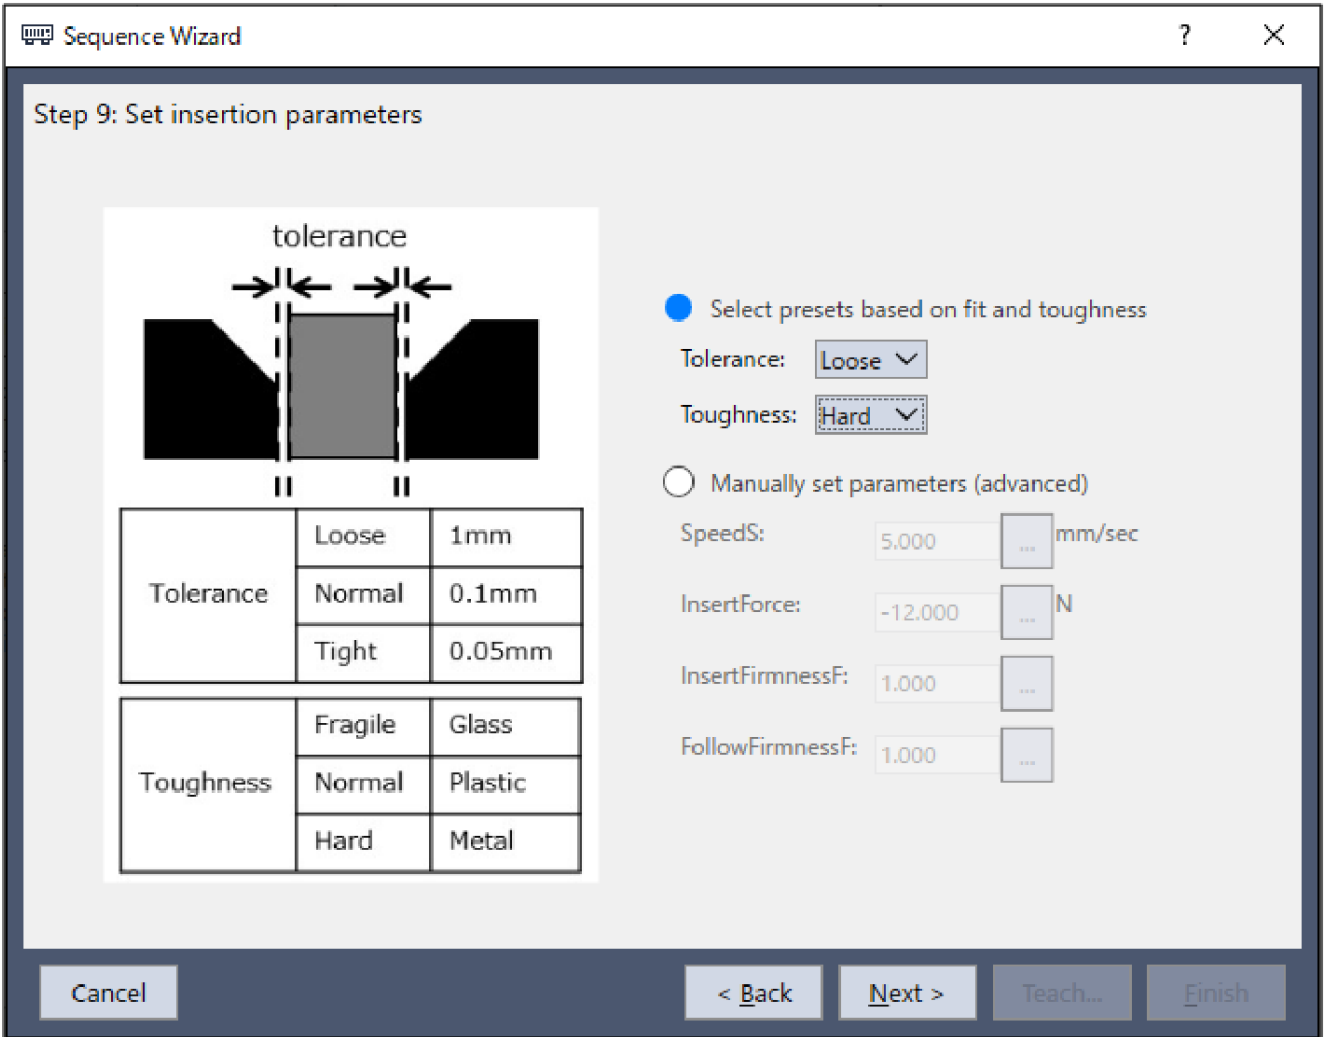 Sequence Wizard
?
Step 9: Set insertion parameters
tolerance
Tolerance
Loose 1mm
Normal 0.1mm
Tight 0.05mm
Toughness
Fragile Glass
Normal Plastic
Hard Metal
Select presets based on fit and toughness
Tolerance: Loose
Toughness: Hard
Manually set parameters (advanced)
SpeedS: 5.000 ... mm/sec
InsertForce: -12.000 ... N
InsertFirmnessF: 1.000 ...
FollowFirmnessF: 1.000 ...
Cancel < Back Next > Teach... Finish